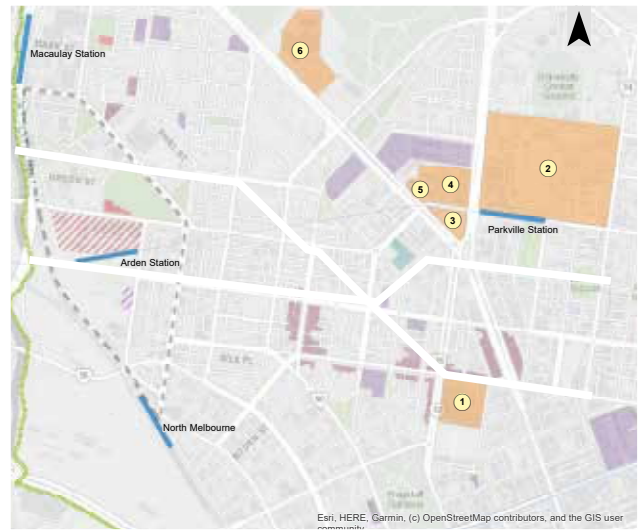 6
Macaulay Station
2
5
4
3
Parkville Station
Arden Station
1
North Melbourne
Esri, HERE, Garmin, (c) OpenStreetMap contributors, and the GIS user
community